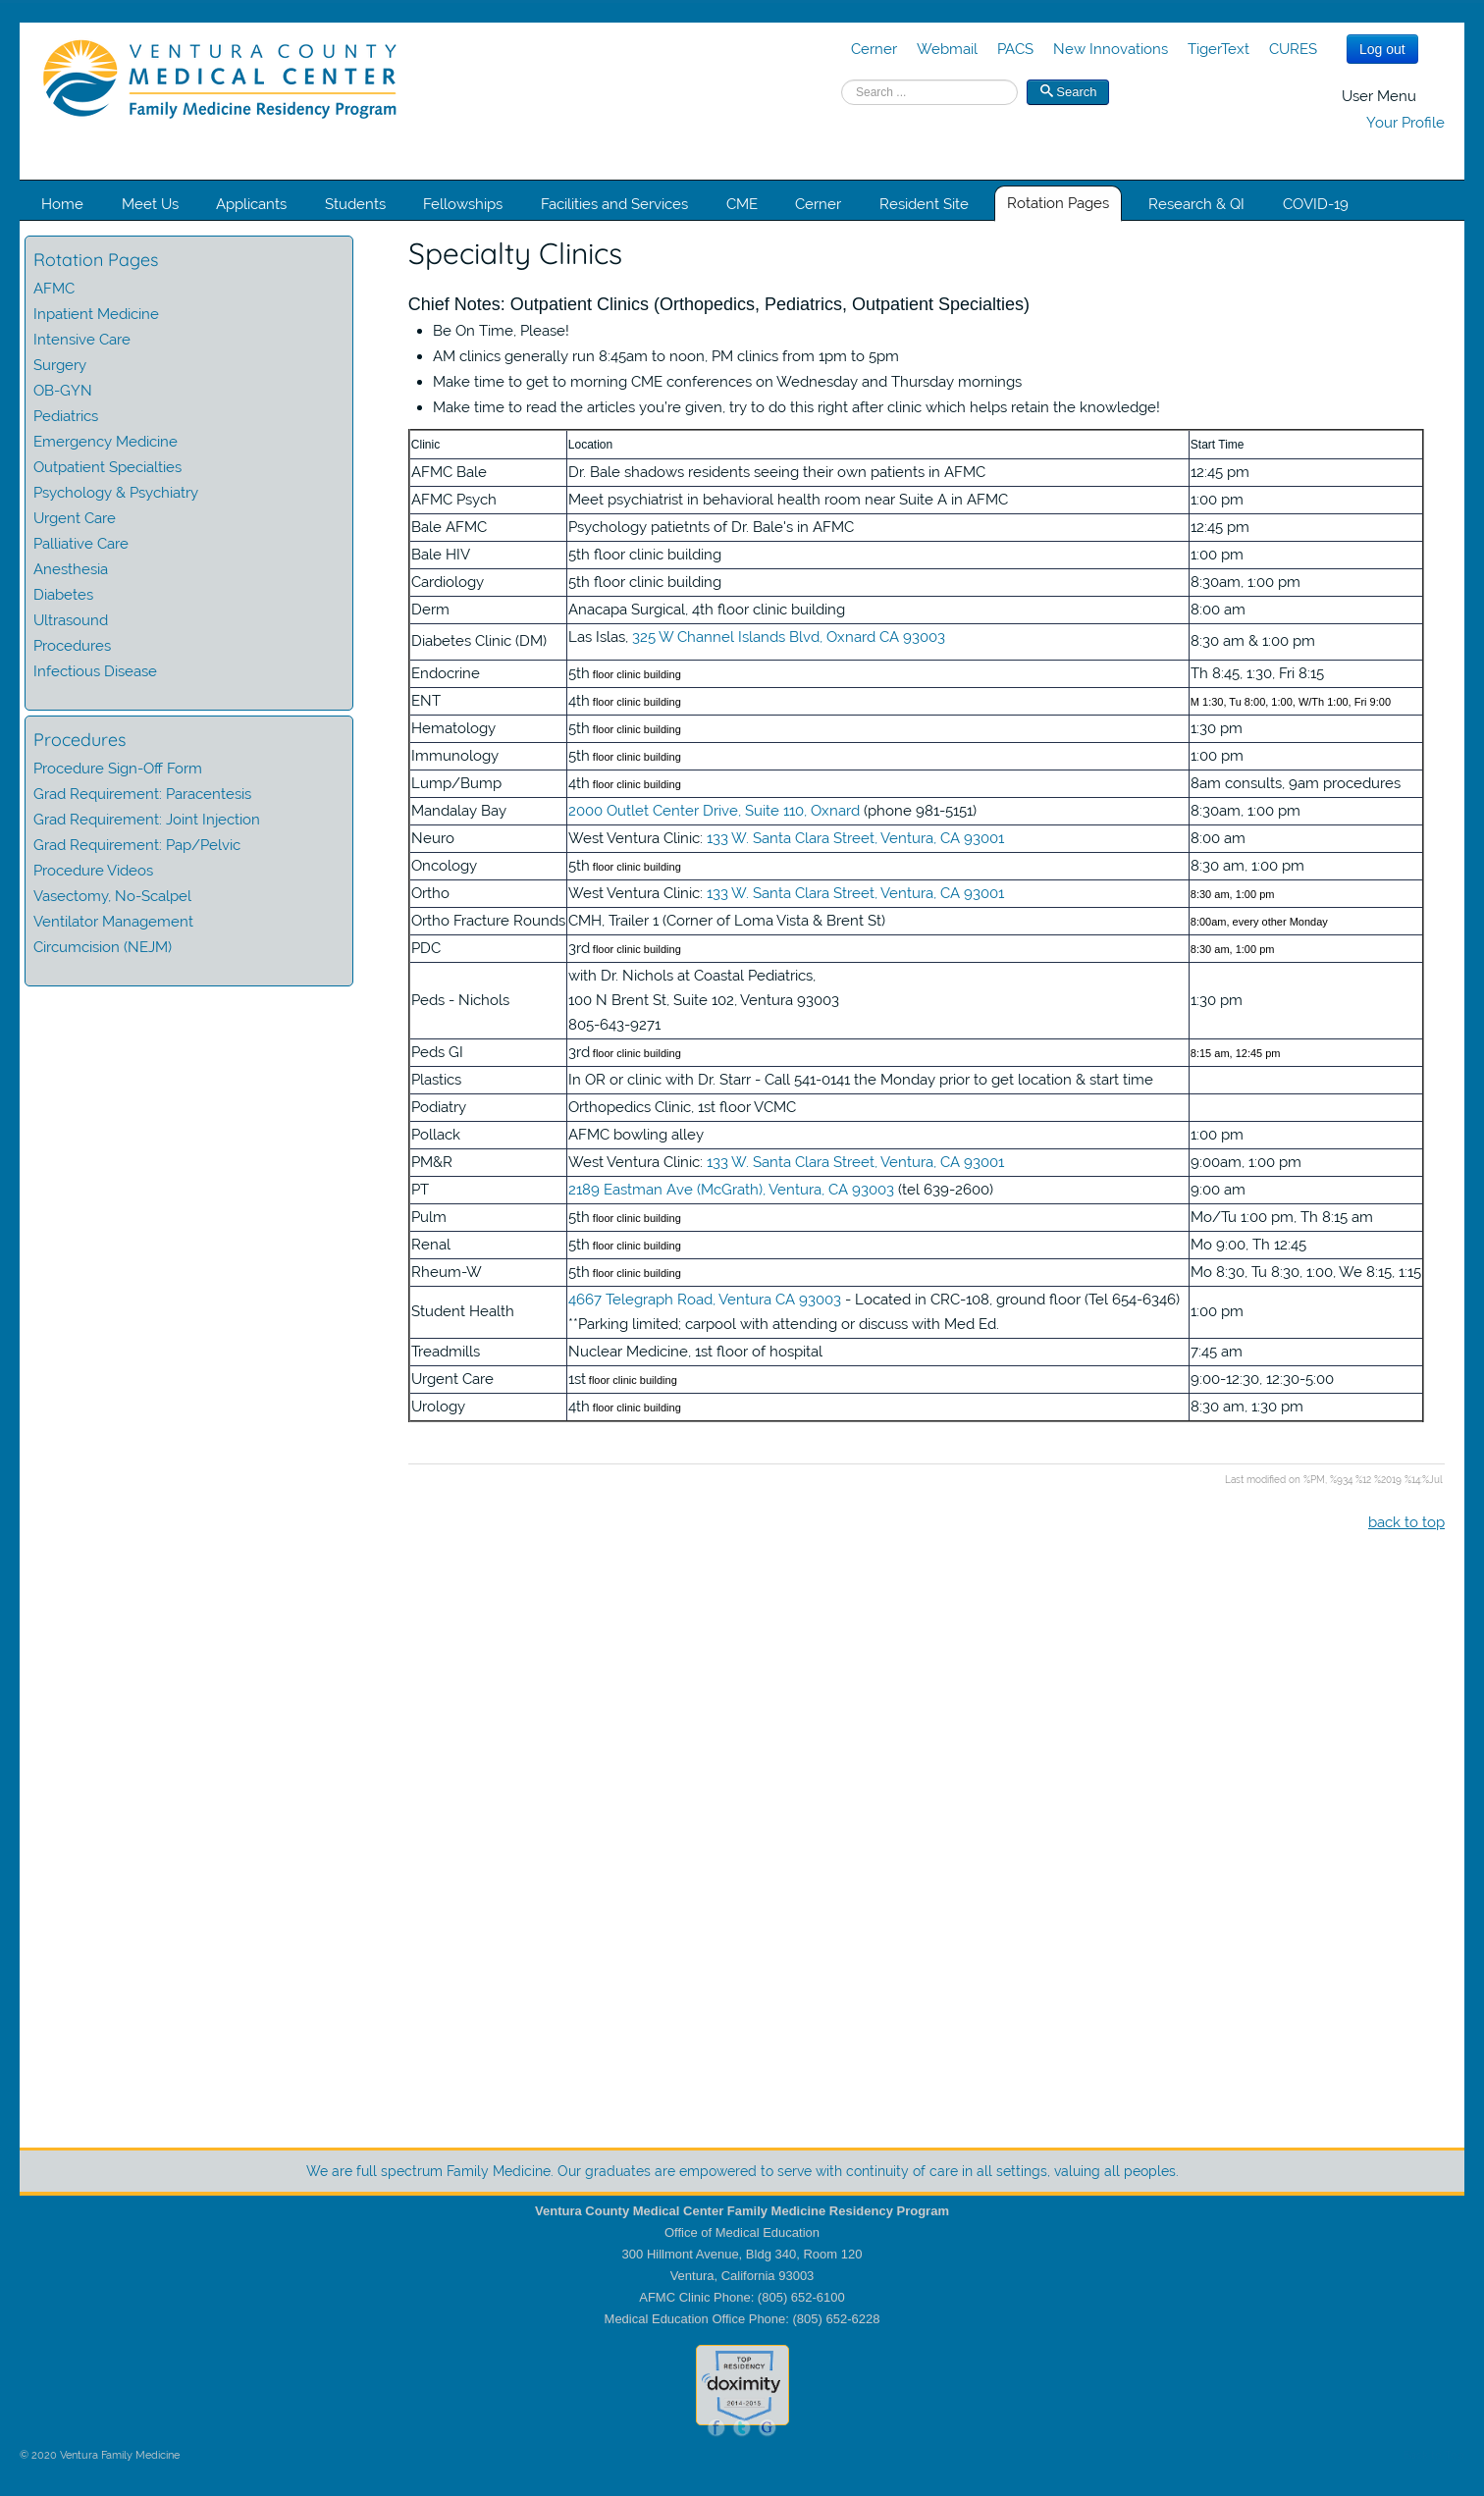 VENTURA COUNTY
MEDICAL CENTER
Family Medicine Residency Program
Cerner Webmail PACS New Innovations TigerText CURES Log out
Search ... Search
User Menu
Your Profile
Home Meet Us Applicants Students Fellowships Facilities and Services CME Cerner Resident Site Rotation Pages Research & QI COVID-19
Rotation Pages
AFMC
Inpatient Medicine
Intensive Care
Surgery
OB-GYN
Pediatrics
Emergency Medicine
Outpatient Specialties
Psychology & Psychiatry
Urgent Care
Palliative Care
Anesthesia
Diabetes
Ultrasound
Procedures
Infectious Disease
Procedures
Procedure Sign-Off Form
Grad Requirement: Paracentesis
Grad Requirement: Joint Injection
Grad Requirement: Pap/Pelvic
Procedure Videos
Vasectomy, No-Scalpel
Ventilator Management
Circumcision (NEJM)
Specialty Clinics
Chief Notes: Outpatient Clinics (Orthopedics, Pediatrics, Outpatient Specialties)
• Be On Time, Please!
• AM clinics generally run 8:45am to noon, PM clinics from 1pm to 5pm
• Make time to get to morning CME conferences on Wednesday and Thursday mornings
• Make time to read the articles you're given, try to do this right after clinic which helps retain the knowledge!
Clinic Location Start Time
AFMC Bale Dr. Bale shadows residents seeing their own patients in AFMC 12:45 pm
AFMC Psych Meet psychiatrist in behavioral health room near Suite A in AFMC 1:00 pm
Bale AFMC Psychology patietnts of Dr. Bale's in AFMC 12:45 pm
Bale HIV 5th floor clinic building 1:00 pm
Cardiology 5th floor clinic building 8:30am, 1:00 pm
Derm Anacapa Surgical, 4th floor clinic building 8:00 am
Diabetes Clinic (DM) Las Islas, 325 W Channel Islands Blvd, Oxnard CA 93003 8:30 am & 1:00 pm
Endocrine 5th floor clinic building Th 8:45, 1:30, Fri 8:15
ENT 4th floor clinic building M 1:30, Tu 8:00, 1:00, W/Th 1:00, Fri 9:00
Hematology 5th floor clinic building 1:30 pm
Immunology 5th floor clinic building 1:00 pm
Lump/Bump 4th floor clinic building 8am consults, 9am procedures
Mandalay Bay 2000 Outlet Center Drive, Suite 110, Oxnard (phone 981-5151) 8:30am, 1:00 pm
Neuro West Ventura Clinic: 133 W. Santa Clara Street, Ventura, CA 93001 8:00 am
Oncology 5th floor clinic building 8:30 am, 1:00 pm
Ortho West Ventura Clinic: 133 W. Santa Clara Street, Ventura, CA 93001 8:30 am, 1:00 pm
Ortho Fracture Rounds CMH, Trailer 1 (Corner of Loma Vista & Brent St) 8:00am, every other Monday
PDC 3rd floor clinic building 8:30 am, 1:00 pm
with Dr. Nichols at Coastal Pediatrics,
Peds - Nichols 100 N Brent St, Suite 102, Ventura 93003 1:30 pm
805-643-9271
Peds GI 3rd floor clinic building 8:15 am, 12:45 pm
Plastics In OR or clinic with Dr. Starr - Call 541-0141 the Monday prior to get location & start time
Podiatry Orthopedics Clinic, 1st floor VCMC
Pollack AFMC bowling alley 1:00 pm
PM&R West Ventura Clinic: 133 W. Santa Clara Street, Ventura, CA 93001 9:00am, 1:00 pm
PT 2189 Eastman Ave (McGrath), Ventura, CA 93003 (tel 639-2600) 9:00 am
Pulm 5th floor clinic building Mo/Tu 1:00 pm, Th 8:15 am
Renal 5th floor clinic building Mo 9:00, Th 12:45
Rheum-W 5th floor clinic building Mo 8:30, Tu 8:30, 1:00, We 8:15, 1:15
Student Health 4667 Telegraph Road, Ventura CA 93003 - Located in CRC-108, ground floor (Tel 654-6346) 1:00 pm
**Parking limited; carpool with attending or discuss with Med Ed.
Treadmills Nuclear Medicine, 1st floor of hospital 7:45 am
Urgent Care 1st floor clinic building 9:00-12:30, 12:30-5:00
Urology 4th floor clinic building 8:30 am, 1:30 pm
Last modified on %PM, %934 %12 %2019 %14:%Jul
back to top
We are full spectrum Family Medicine. Our graduates are empowered to serve with continuity of care in all settings, valuing all peoples.
Ventura County Medical Center Family Medicine Residency Program
Office of Medical Education
300 Hillmont Avenue, Bldg 340, Room 120
Ventura, California 93003
AFMC Clinic Phone: (805) 652-6100
Medical Education Office Phone: (805) 652-6228
TOP
RESIDENCY
doximity
2014-2015
f t G
© 2020 Ventura Family Medicine